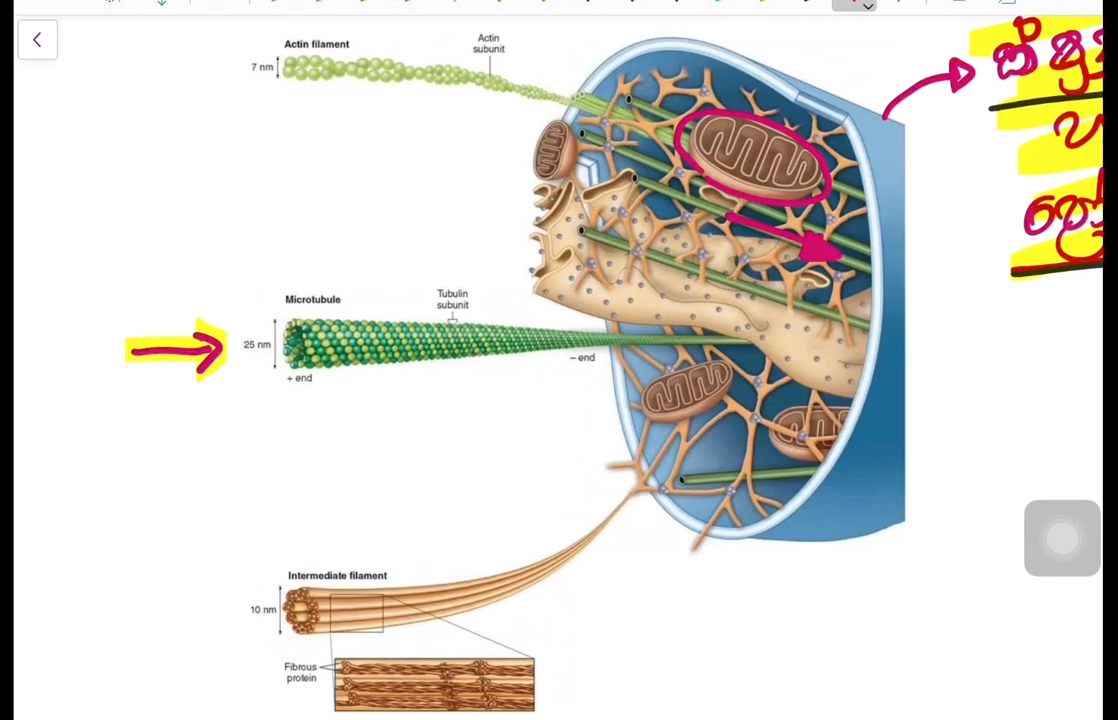 Actin filament
Actin
subunit
7 nm
Microtubule
Tubulin
subunit
25 nm
– end
+ end
Intermediate filament
10 nm
Fibrous
protein